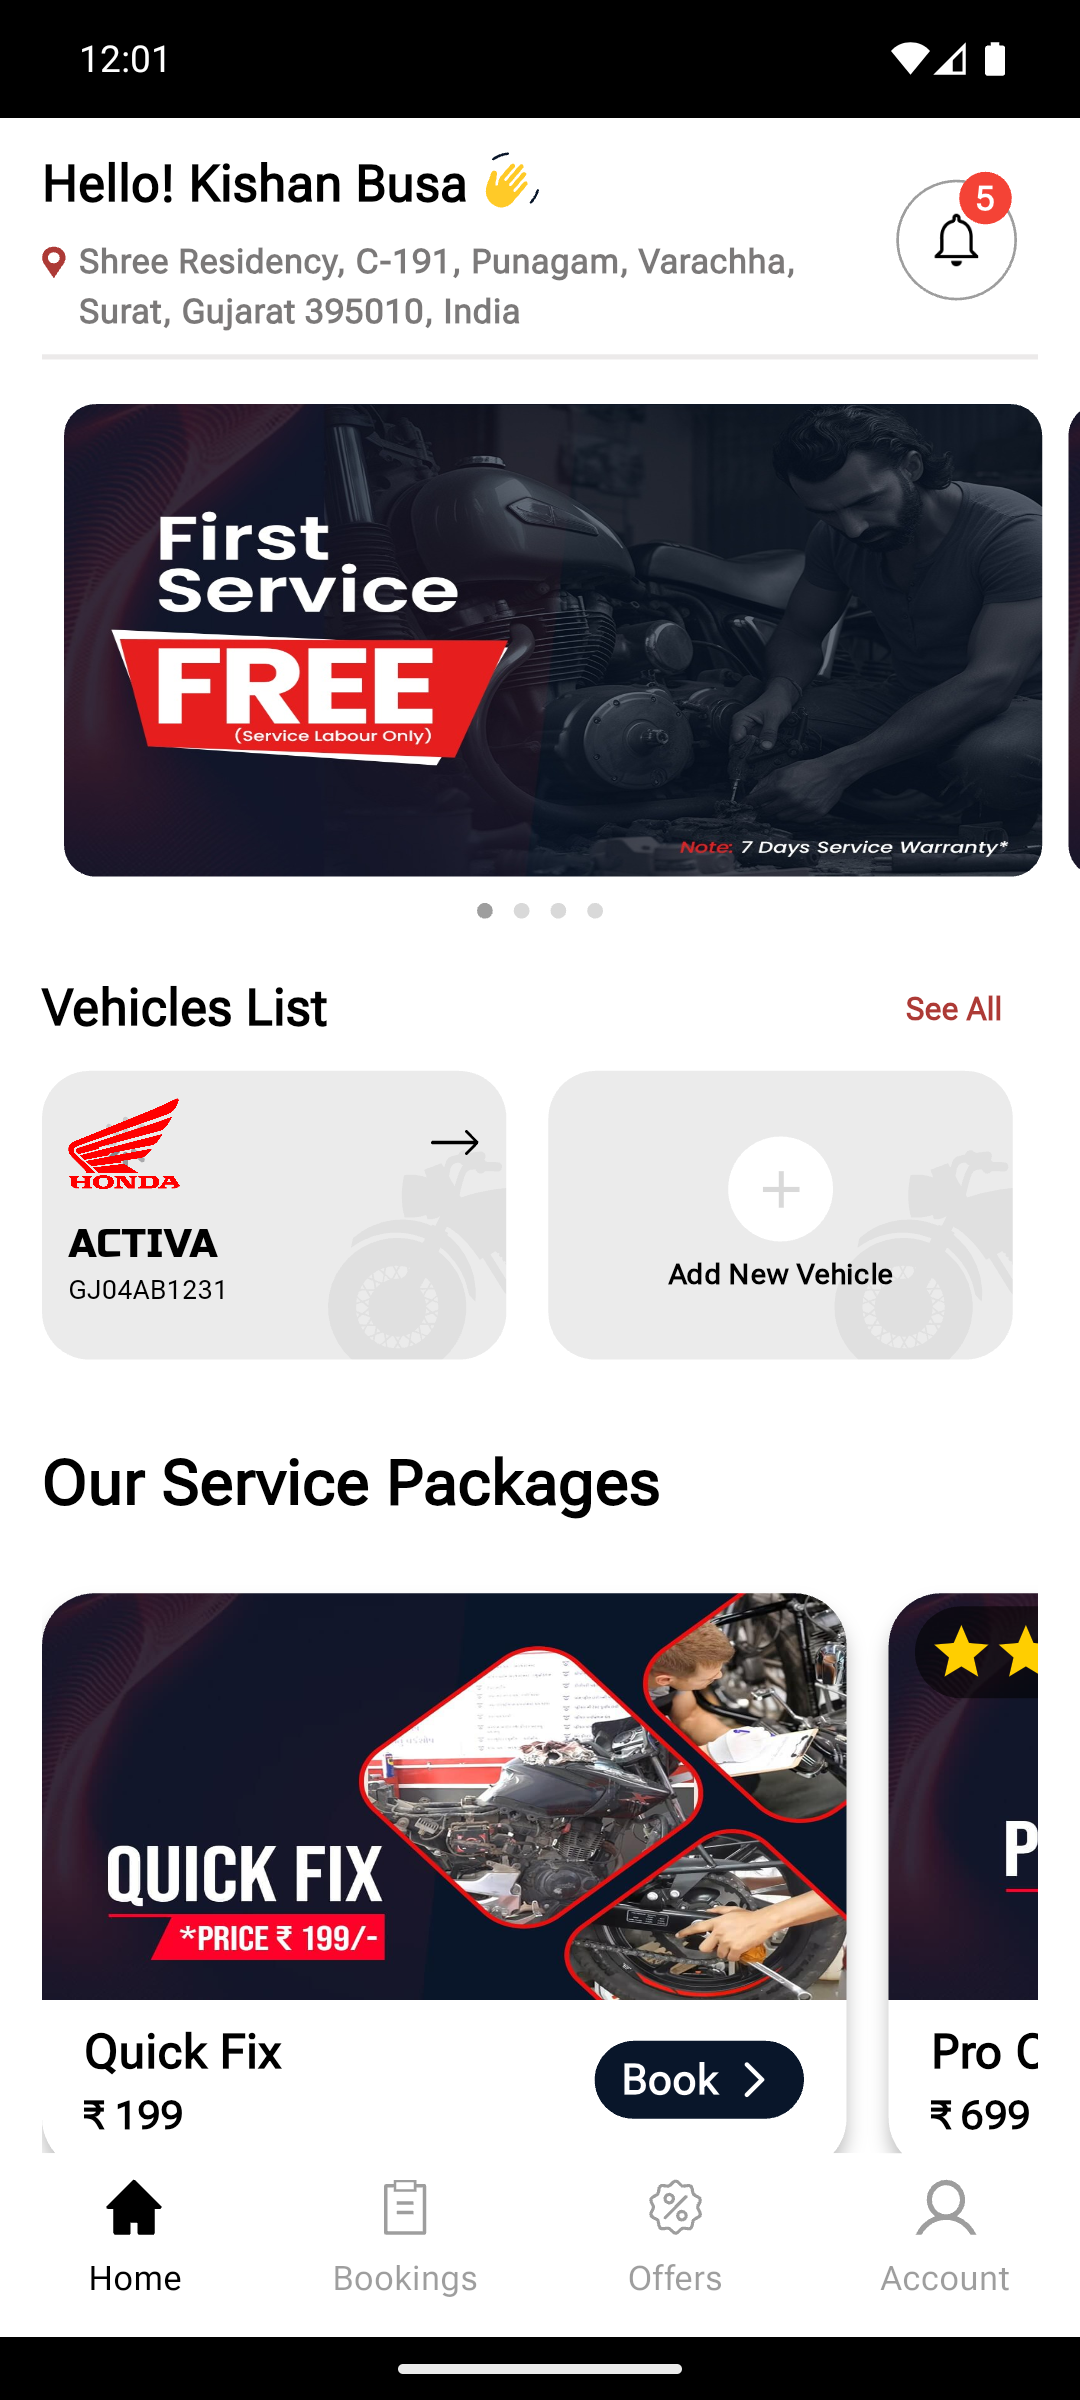 12:01
Hello! Kishan Busa 👋
Shree Residency, C-191, Punagam, Varachha,
Surat, Gujarat 395010, India
5
First
Service
FREE
(Service Labour Only)
Note: 7 Days Service Warranty*
Vehicles List
See All
HONDA
ACTIVA
GJ04AB1231
Add New Vehicle
Our Service Packages
QUICK FIX
*PRICE ₹ 199/-
P
Quick Fix
₹ 199
Book
Pro C
₹ 699
Home
Bookings
Offers
Account